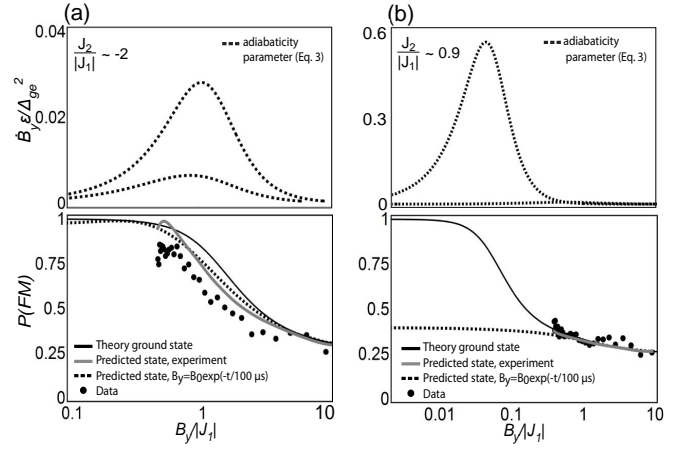 (a)
(b)
0.04
0.02
0
J2/|J1| ~ -2
adiabaticity
parameter (Eq. 3)
Ḃyε/Δge²
0.6
0.3
0
J2/|J1| ~ 0.9
adiabaticity
parameter (Eq. 3)
1
0.75
0.5
0.25
0
P(FM)
Theory ground state
Predicted state, experiment
Predicted state, By=B0exp(-t/100 μs)
Data
0.1
1
10
By/|J1|
1
0.75
0.5
0.25
0
Theory ground state
Predicted state, experiment
Predicted state, By=B0exp(-t/100 μs)
Data
0.01
0.1
1
10
By/|J1|